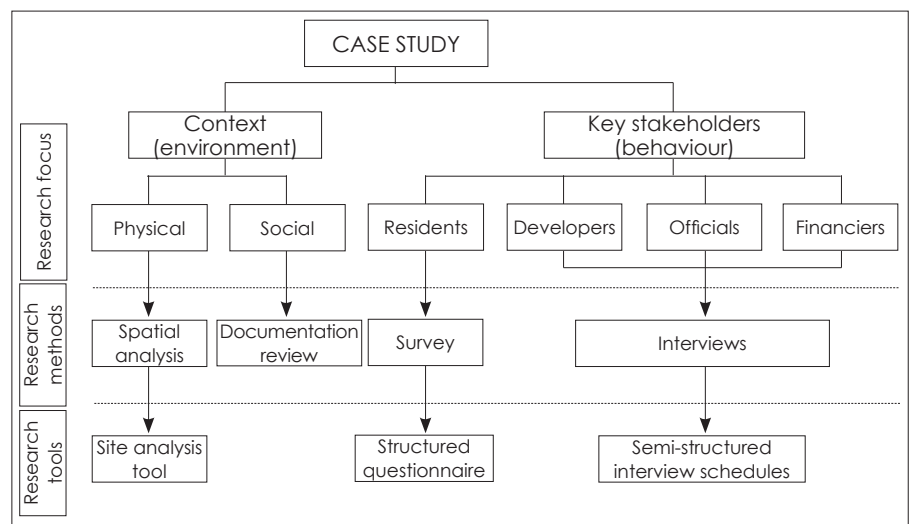 CASE STUDY
Context
(environment)
Key stakeholders
(behaviour)
Research focus
Physical
Social
Residents
Developers
Officials
Financiers
Research
methods
Spatial
analysis
Documentation
review
Survey
Interviews
Research
tools
Site analysis
tool
Structured
questionnaire
Semi-structured
interview schedules